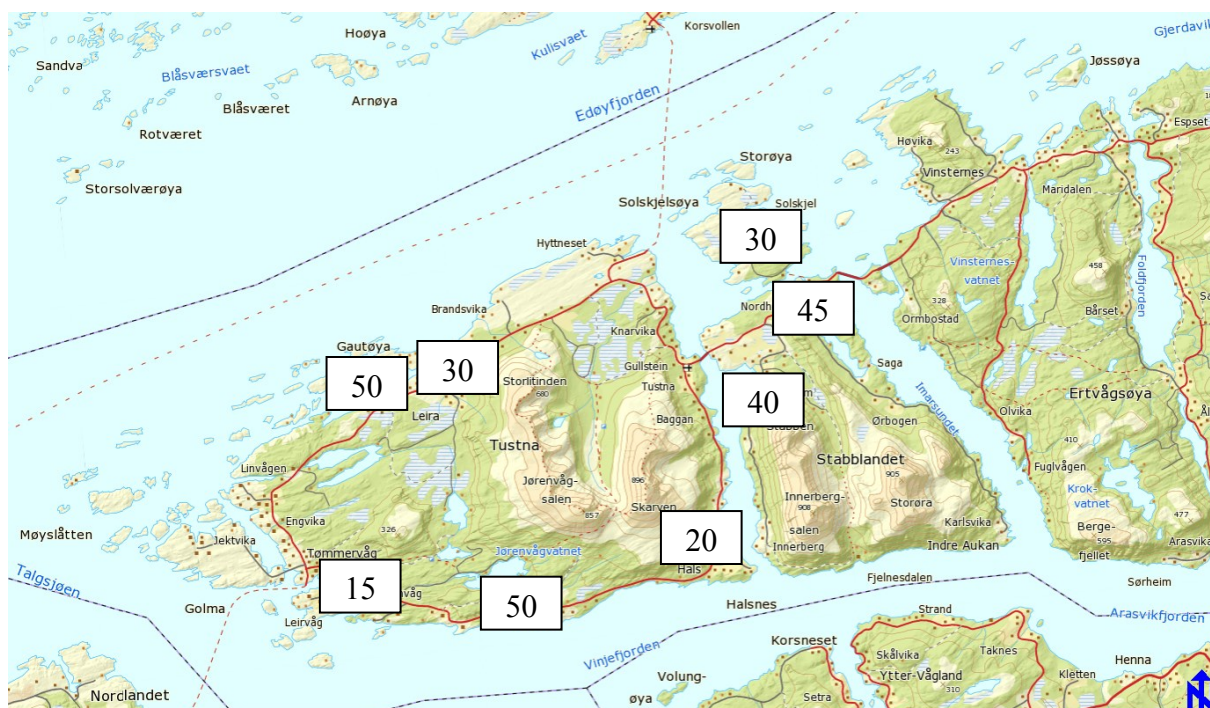 Korsvollen
Hoøya
Kulisvaet
Gjerdavik
Sandva
Jøssøya
Blåsværsvaet
Arnøya
Blåsværet
Edøyfjorden
Espset
Rotværet
Høvika
243
Storøya
Vinsternes
Maridalen
Storsolværøya
Solskjelsøya
Solskjel
30
Hyttneset
Vinsternes-
vatnet
458
Foldfjorden
Brandsvika
328
Bårset
Knarvika
45
Ormbostad
Gautøya
30
50
Gullstein
Saga
Storlitinden
680
Tustna
40
Imarsundet
Ertvågsøya
Leira
Baggan
Stabben
Ørbogen
Olvika
Tustna
Stabblandet
410
Linvågen
Fuglvågen
905
Jørenvåg-
salen
896
Innerberg-
908
Storøra
Krok-
vatnet
477
Engvika
326
857
Skarven
salen
Karlsvika
Berge-
595
Møyslåtten
Jektvika
20
Innerberg
Indre Aukan
fjellet
Arasvika
Tømmervåg
Jørenvågvatnet
Hals
Talgsjøen
15
Fjelnesdalen
Sørheim
Golma
50
Halsnes
Strand
Arasvikfjorden
Leirvåg
Korsneset
Skålvika
Taknes
Vinjefjorden
Ytter-Vågland
Henna
Volung-
øya
Kletten
Nordlandet
Setra
310
N